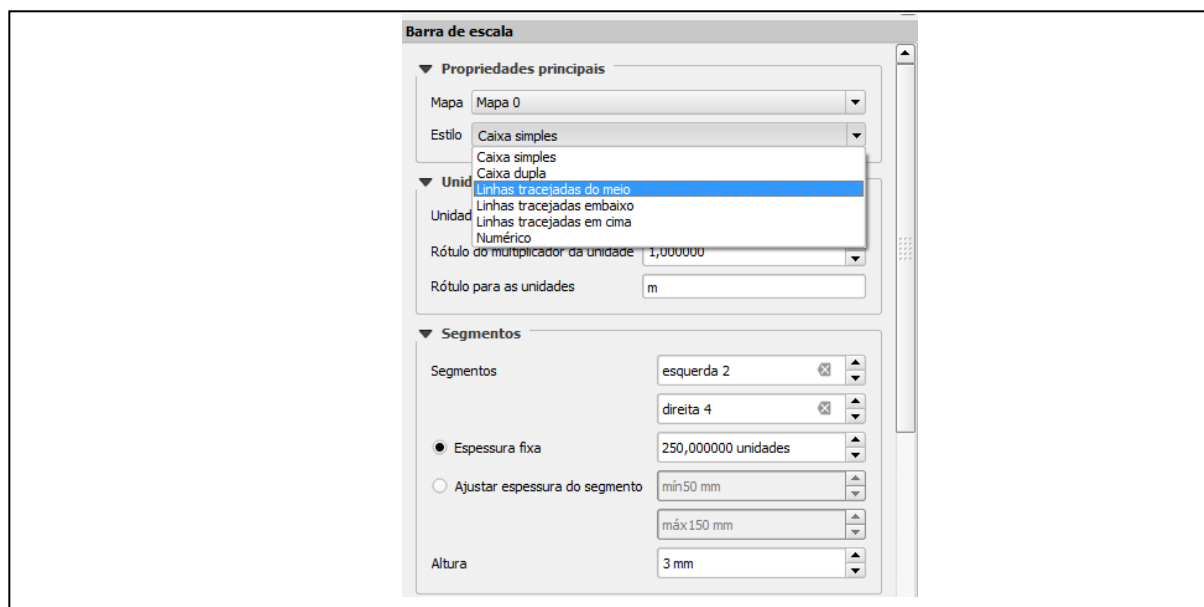 Barra de escala
Propriedades principais
Mapa Mapa 0
Estilo Caixa simples
Caixa simples
Caixa dupla
Unid Linhas tracejadas do meio
Linhas tracejadas embaixo
Unidad
Linhas tracejadas em cima
Numérico
Rótulo do multiplicador da unidade 1,000000
Rótulo para as unidades m
Segmentos
Segmentos esquerda 2
direita 4
Espessura fixa 250,000000 unidades
Ajustar espessura do segmento mín50 mm
máx150 mm
Altura 3 mm